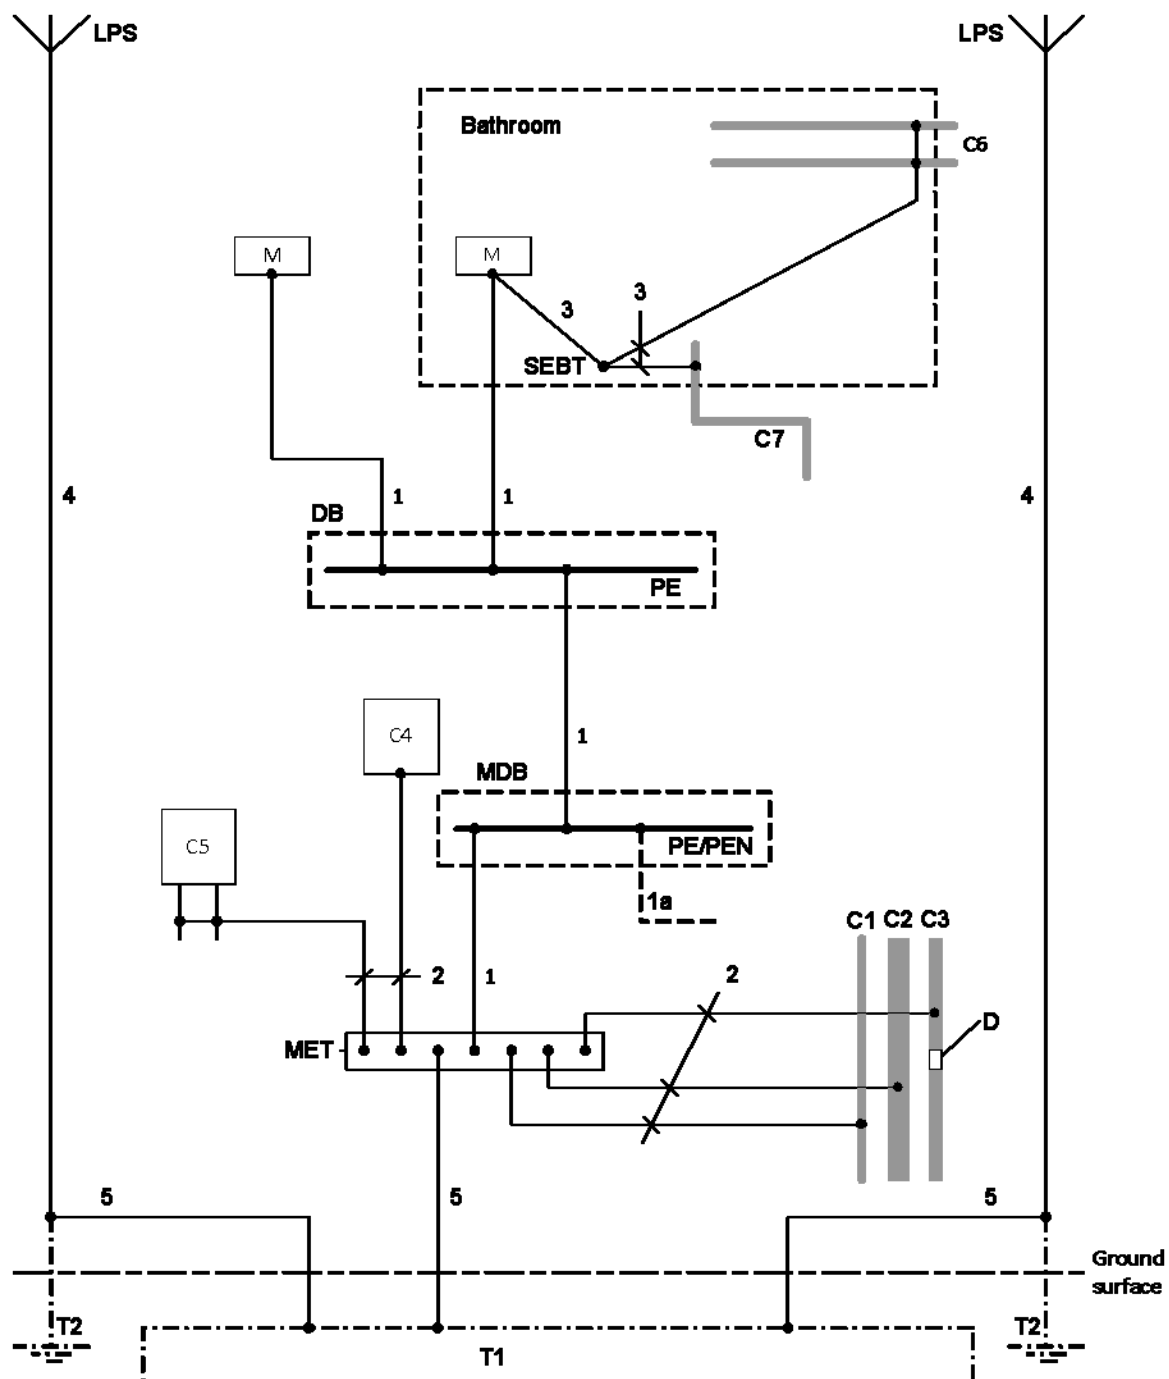 LPS
LPS
Bathroom
C6
M
M
3
3
SEBT
C7
4
1
1
4
DB
PE
C4
1
MDB
C5
PE/PEN
1a
C1 C2 C3
2
1
2
D
MET
5
5
5
Ground
surface
T2
T2
T1